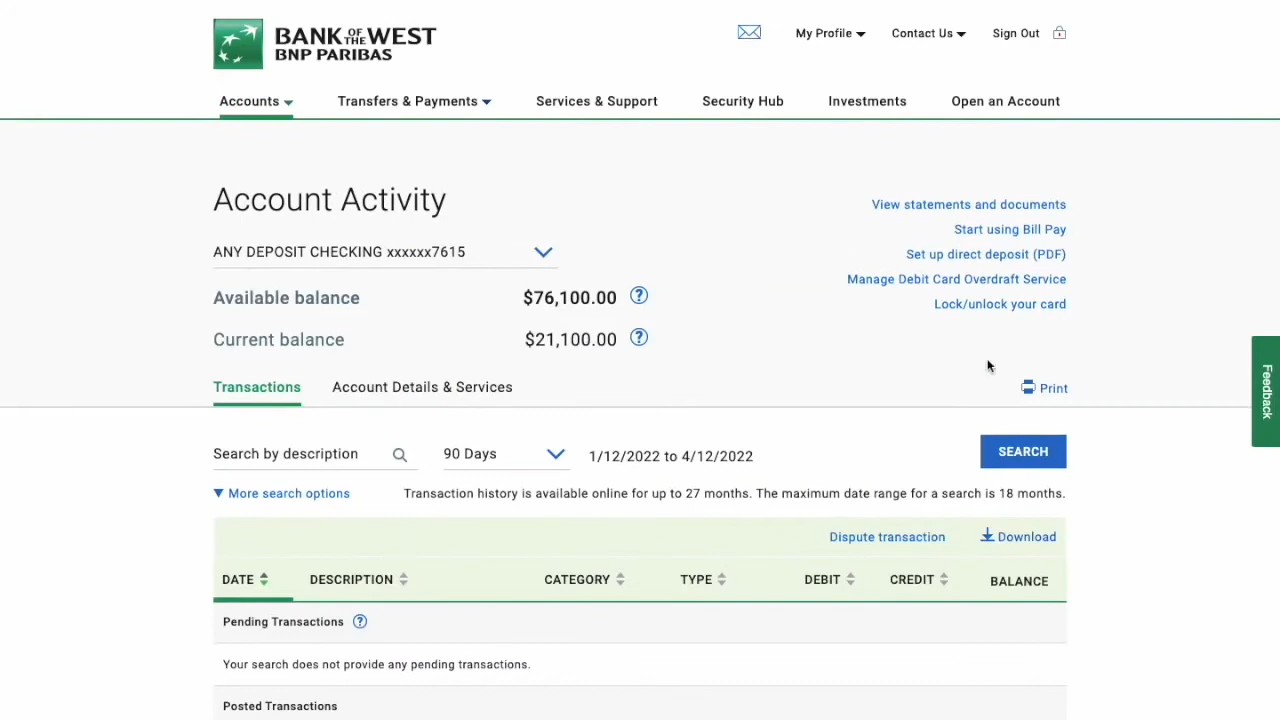 BANK OF THE WEST
BNP PARIBAS
My Profile
Contact Us
Sign Out
Accounts
Transfers & Payments
Services & Support
Security Hub
Investments
Open an Account
Account Activity
View statements and documents
Start using Bill Pay
ANY DEPOSIT CHECKING xxxxxx7615
Set up direct deposit (PDF)
Manage Debit Card Overdraft Service
Available balance $76,100.00 ?
Lock/unlock your card
Current balance $21,100.00 ?
Transactions
Account Details & Services
Print
Feedback
Search by description
90 Days
1/12/2022 to 4/12/2022
SEARCH
More search options
Transaction history is available online for up to 27 months. The maximum date range for a search is 18 months.
Dispute transaction
Download
DATE DESCRIPTION CATEGORY TYPE DEBIT CREDIT BALANCE
Pending Transactions ?
Your search does not provide any pending transactions.
Posted Transactions